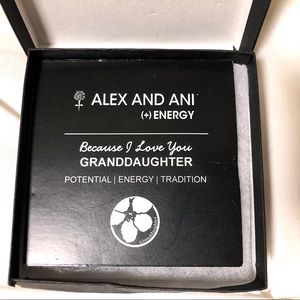 ALEX AND ANI
(+) ENERGY
Because I Love You
GRANDDAUGHTER
POTENTIAL | ENERGY | TRADITION